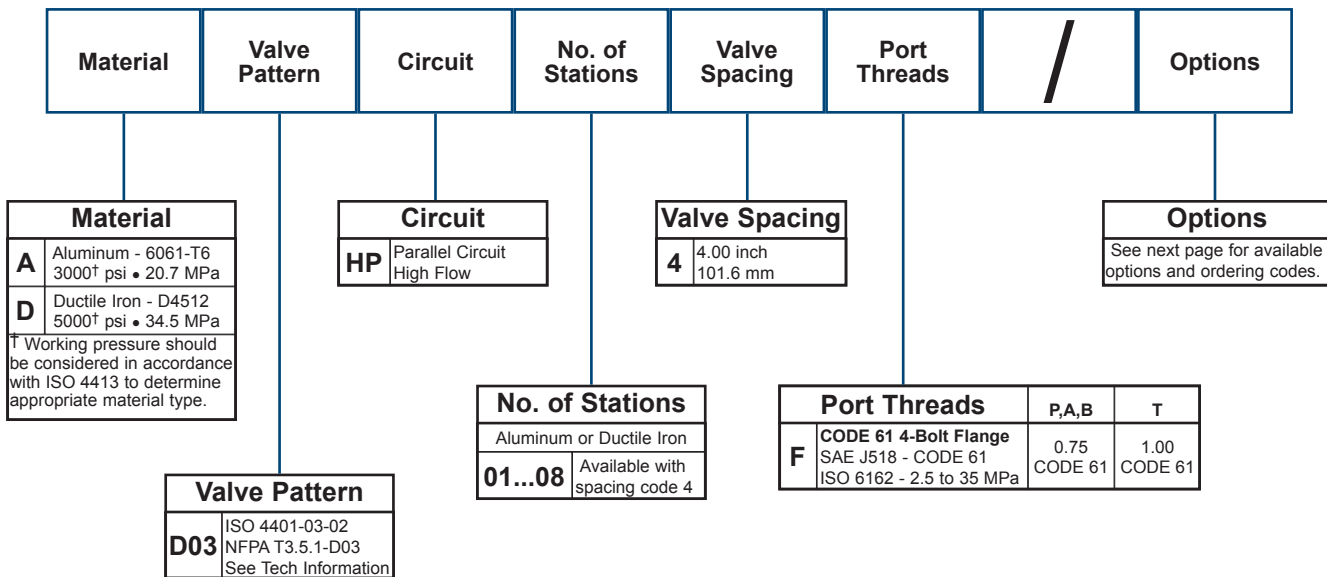 Material
Valve
Pattern
Circuit
No. of
Stations
Valve
Spacing
Port
Threads
/
Options
Material
A
Aluminum - 6061-T6
3000† psi • 20.7 MPa
D
Ductile Iron - D4512
5000† psi • 34.5 MPa
† Working pressure should
be considered in accordance
with ISO 4413 to determine
appropriate material type.
Valve Pattern
D03
ISO 4401-03-02
NFPA T3.5.1-D03
See Tech Information
Circuit
HP
Parallel Circuit
High Flow
No. of Stations
Aluminum or Ductile Iron
01...08
Available with
spacing code 4
Valve Spacing
4
4.00 inch
101.6 mm
Port Threads
P,A,B
T
F
CODE 61 4-Bolt Flange
SAE J518 - CODE 61
ISO 6162 - 2.5 to 35 MPa
0.75
CODE 61
1.00
CODE 61
Options
See next page for available
options and ordering codes.